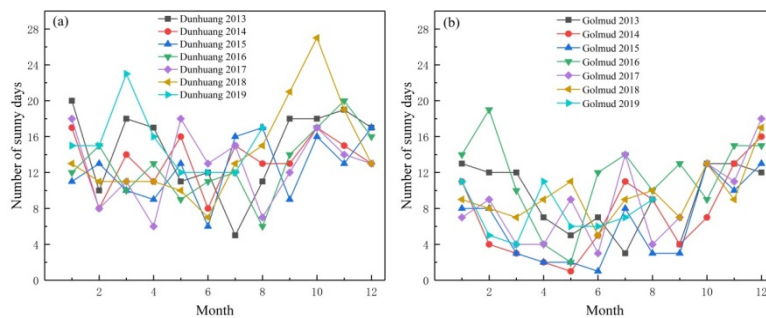 (a)
Dunhuang 2013
Dunhuang 2014
Dunhuang 2015
Dunhuang 2016
Dunhuang 2017
Dunhuang 2018
Dunhuang 2019
Number of sunny days
28
24
20
16
12
8
4
0
2 4 6 8 10 12
Month
(b)
Golmud 2013
Golmud 2014
Golmud 2015
Golmud 2016
Golmud 2017
Golmud 2018
Golmud 2019
Number of sunny days
28
24
20
16
12
8
4
0
2 4 6 8 10 12
Month